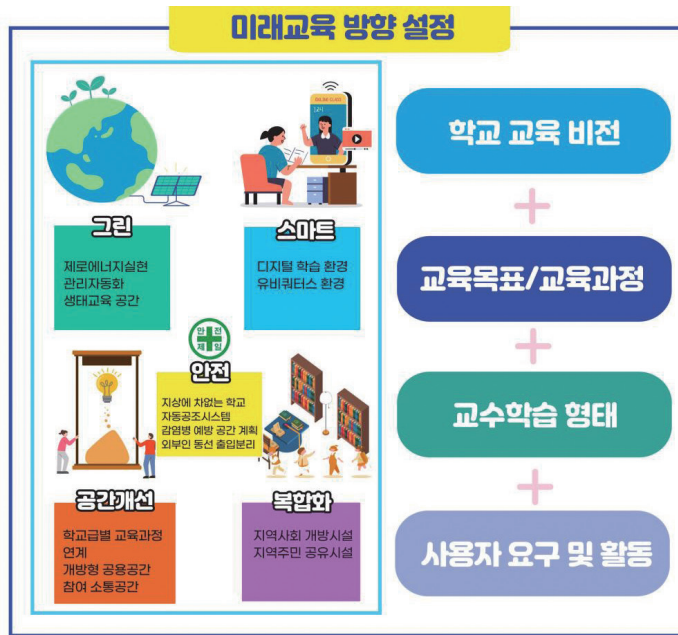 미래교육 방향 설정
그린
제로에너지실현
관리자동화
생태교육 공간
스마트
디지털 학습 환경
유비쿼터스 환경
안 전
제 일
안전
지상에 차없는 학교
자동공조시스템
감염병 예방 공간 계획
외부인 동선 출입분리
공간개선
학교급별 교육과정
연계
개방형 공용공간
참여 소통공간
복합화
지역사회 개방시설
지역주민 공유시설
학교 교육 비전
+
교육목표/교육과정
+
교수학습 형태
+
사용자 요구 및 활동